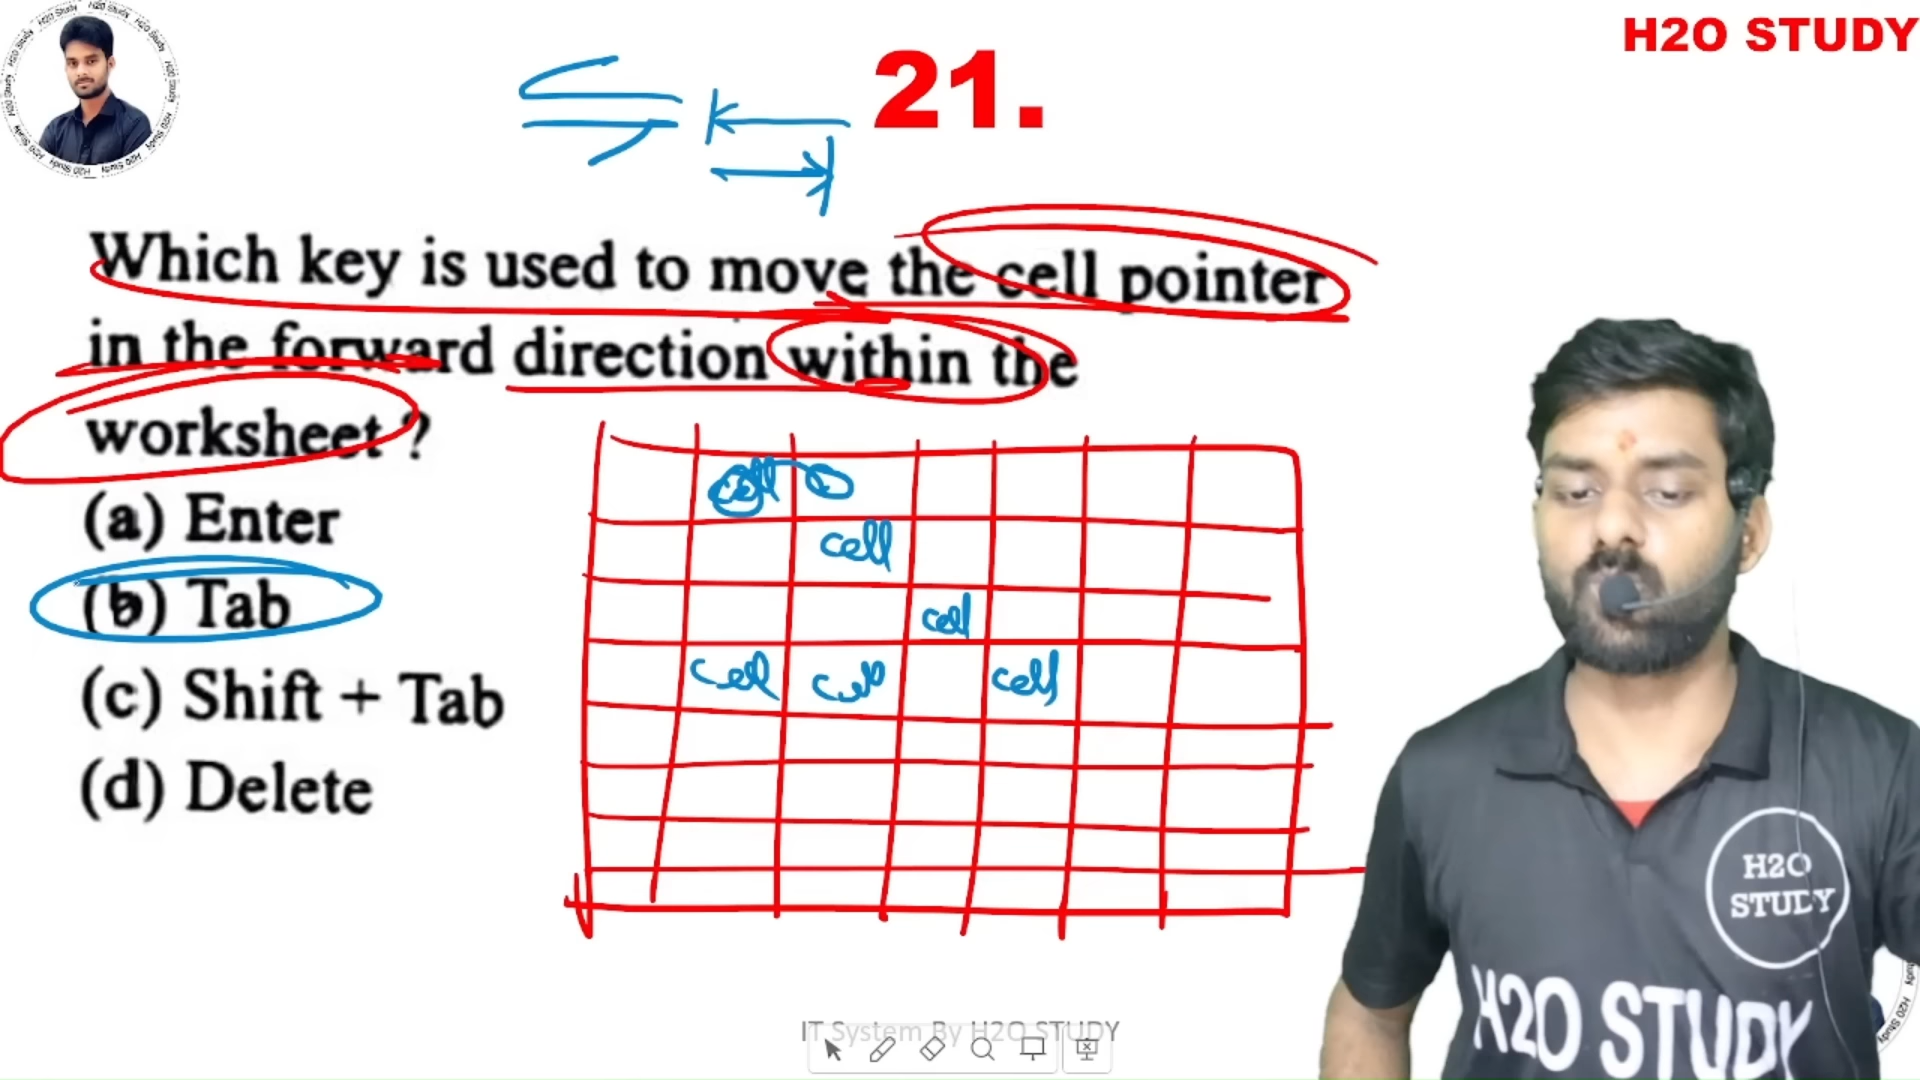 H2O STUDY
21.
Which key is used to move the cell pointer
in the forward direction within the
worksheet ?
(a) Enter
(b) Tab
(c) Shift + Tab
(d) Delete
cell
cell
cell
cell
cell
cell
H2O
STUDY
H2O STUDY
IT System By H2O STUDY